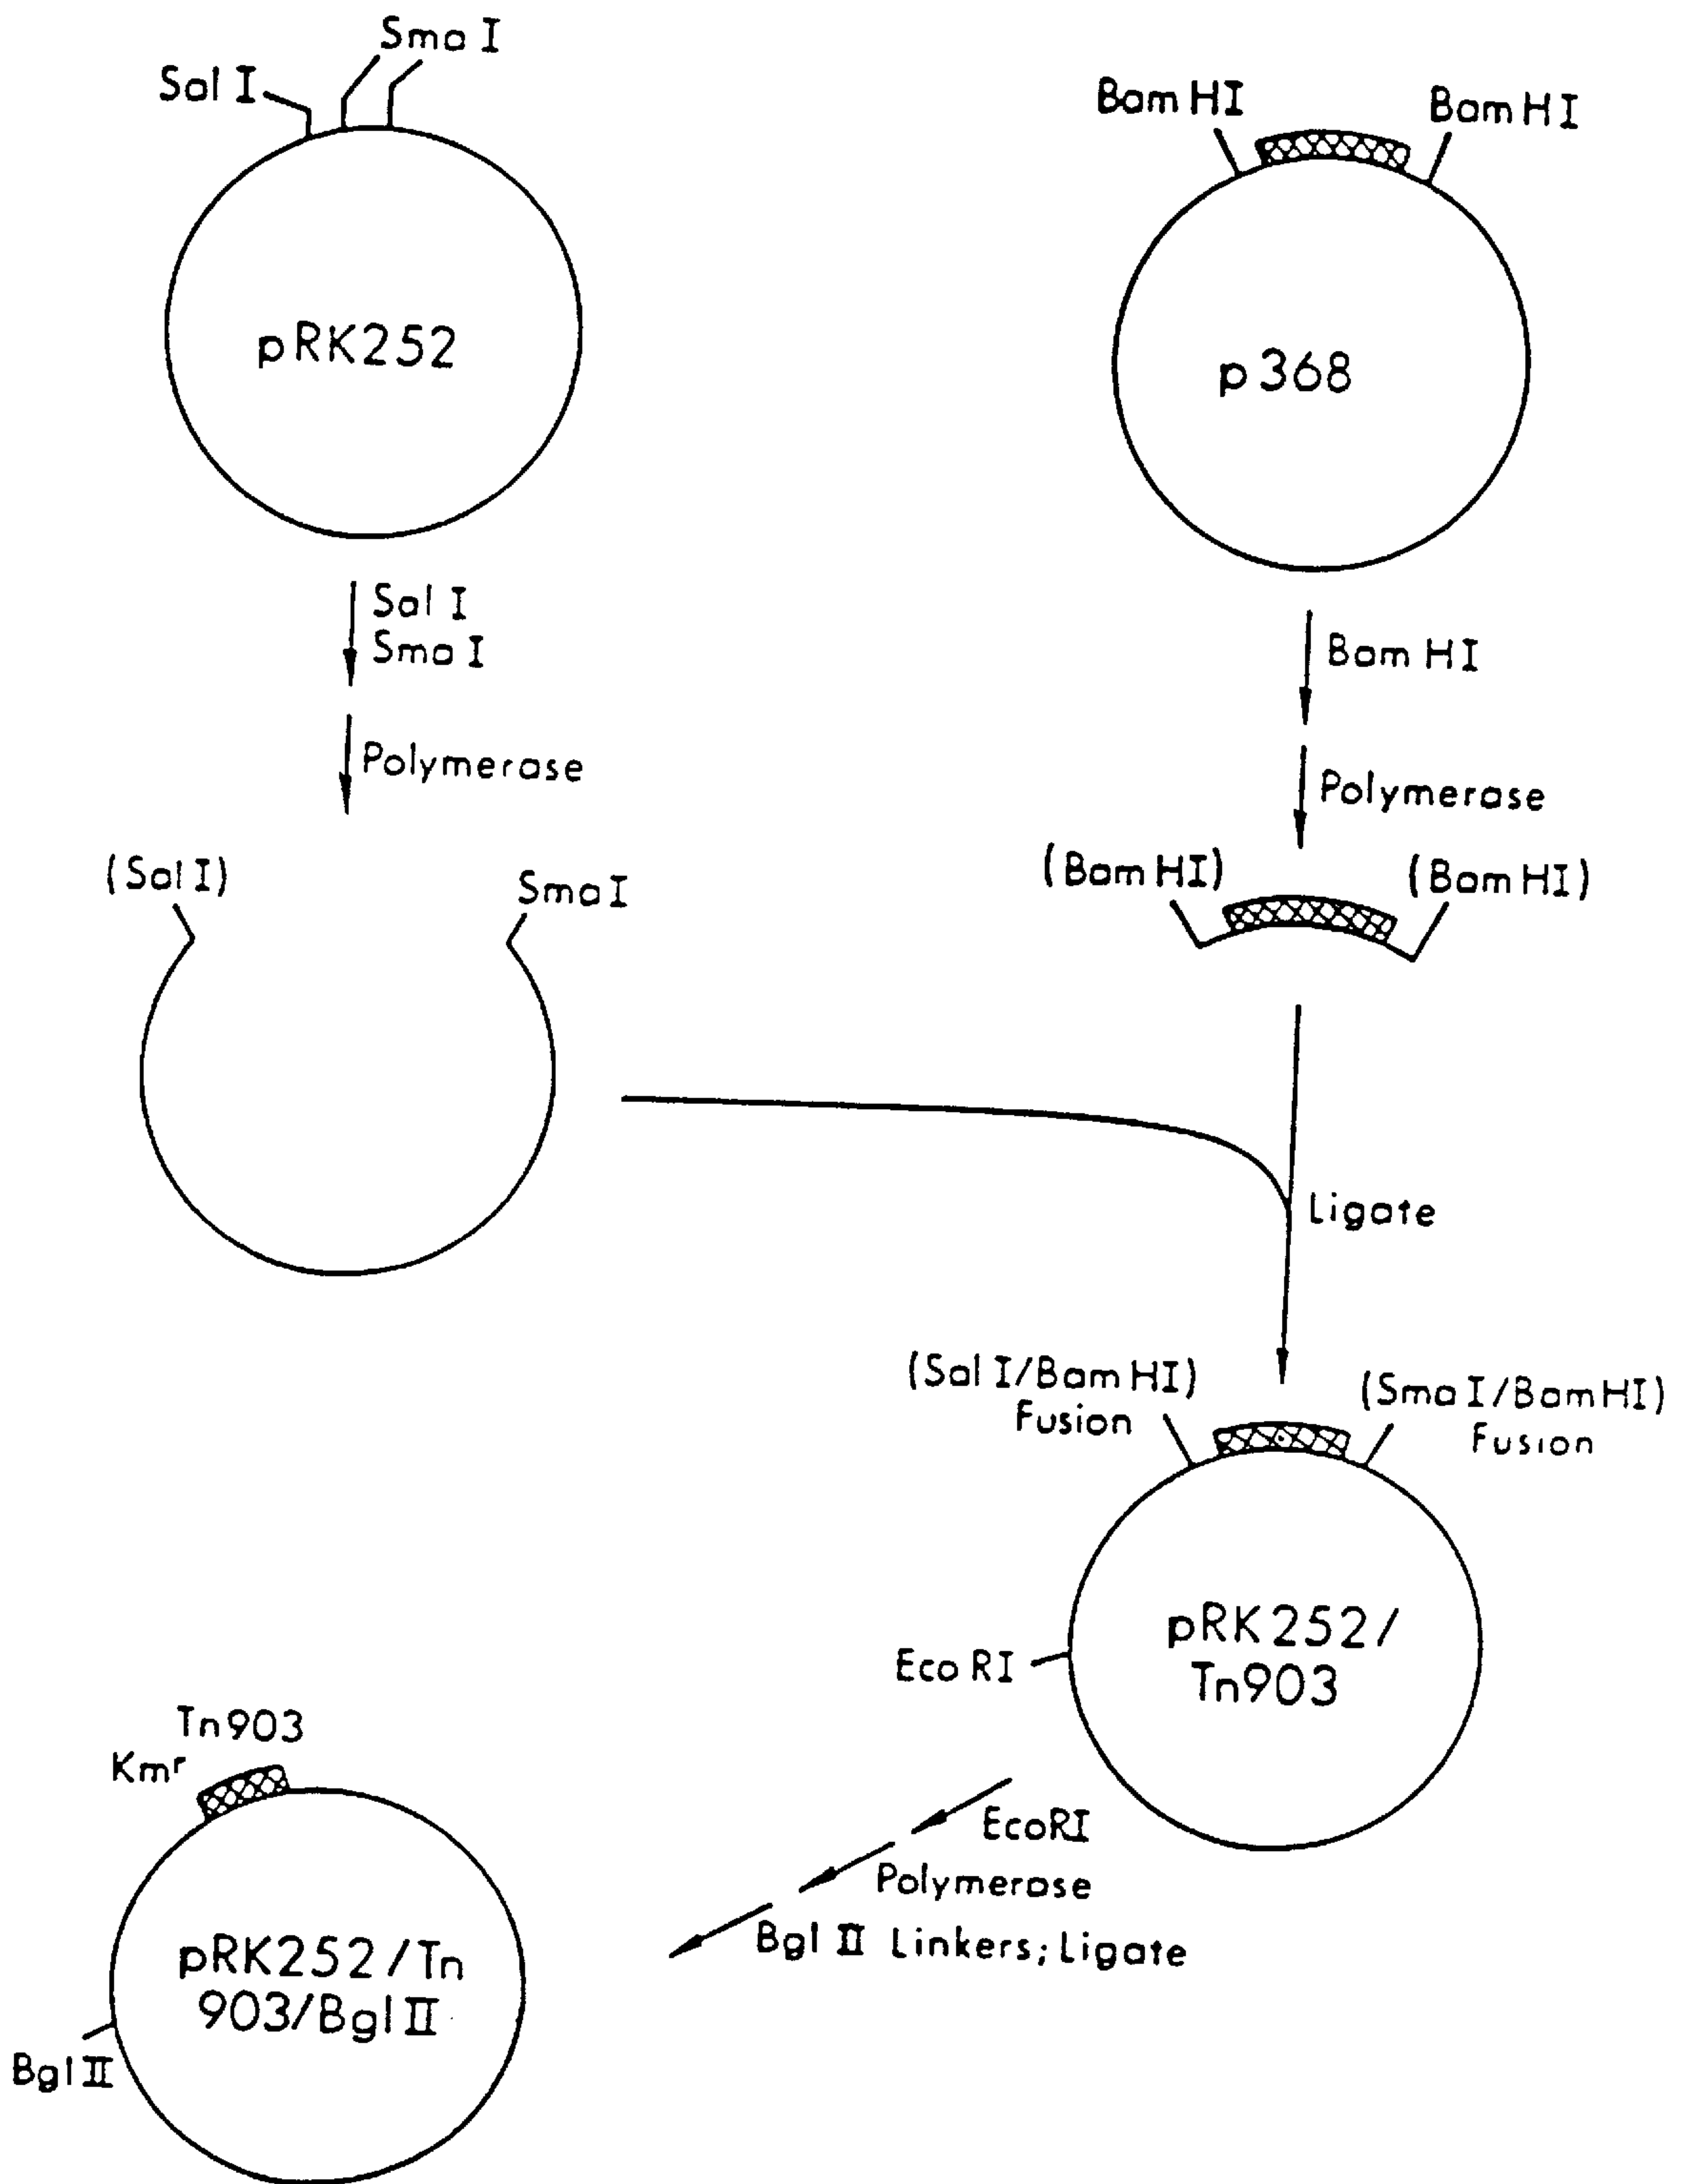 Sma I
Sal I
pRK252
Sal I
Sma I
Polymerase
(Sal I)
Sma I
Bam HI
Bam HI
p368
Bam HI
Polymerase
(Bam HI)
(Bam HI)
Ligate
(Sal I/Bam HI)
Fusion
(Sma I/Bam HI)
Fusion
pRK252/
Tn903
Eco RI
EcoRI
Polymerase
Bgl II Linkers; Ligate
Tn903
Kmʳ
pRK252/Tn
903/Bgl II
Bgl II